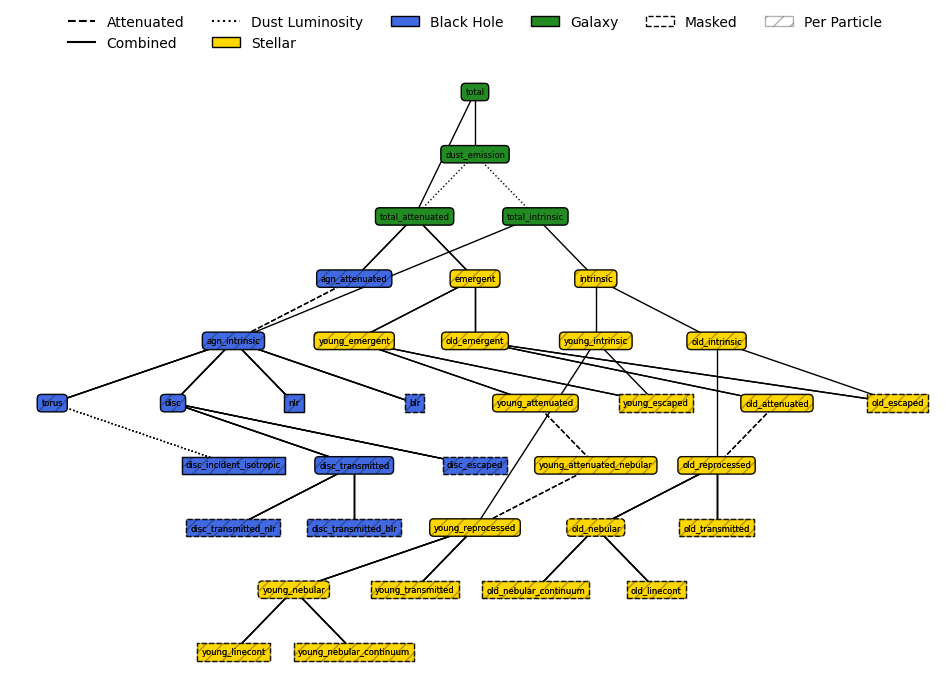 Attenuated Dust Luminosity Black Hole Galaxy Masked Per Particle
Combined Stellar
total
dust_emission
total_attenuated total_intrinsic
agn_attenuated emergent intrinsic
agn_intrinsic young_emergent old_emergent young_intrinsic old_intrinsic
torus disc nlr blr young_attenuated young_escaped old_attenuated old_escaped
disc_incident_isotropic disc_transmitted disc_escaped young_attenuated_nebular old_reprocessed
disc_transmitted_nlr disc_transmitted_blr young_reprocessed old_nebular old_transmitted
young_nebular young_transmitted old_nebular_continuum old_linecont
young_linecont young_nebular_continuum